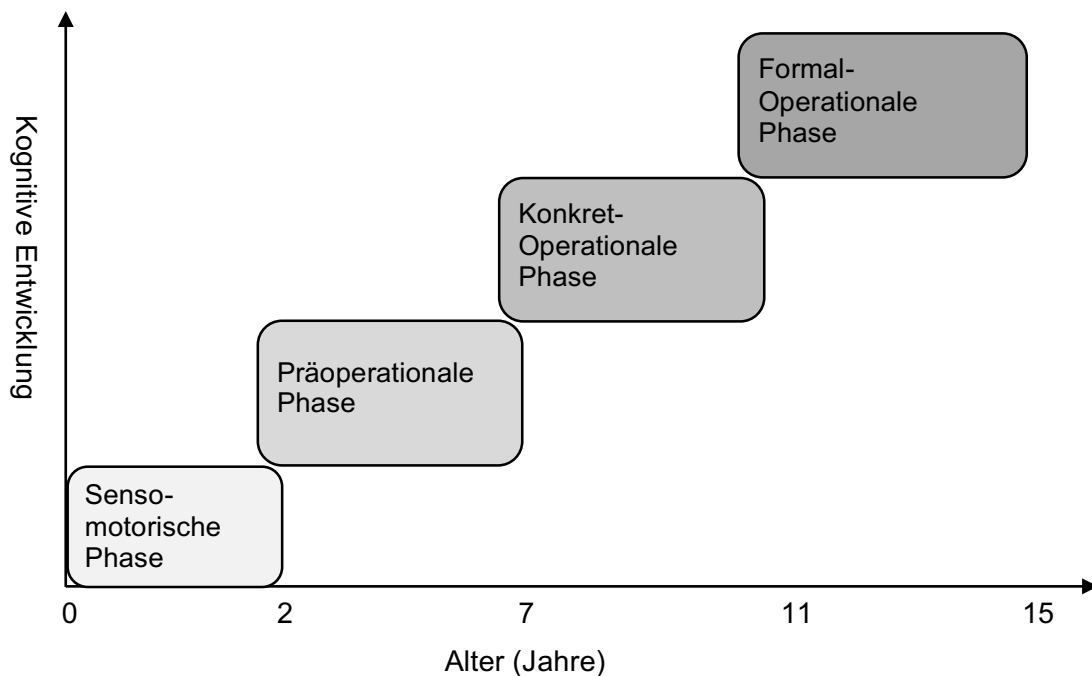 Kognitive Entwicklung
Formal-
Operationale
Phase
Konkret-
Operationale
Phase
Präoperationale
Phase
Senso-
motorische
Phase
0 2 7 11 15
Alter (Jahre)